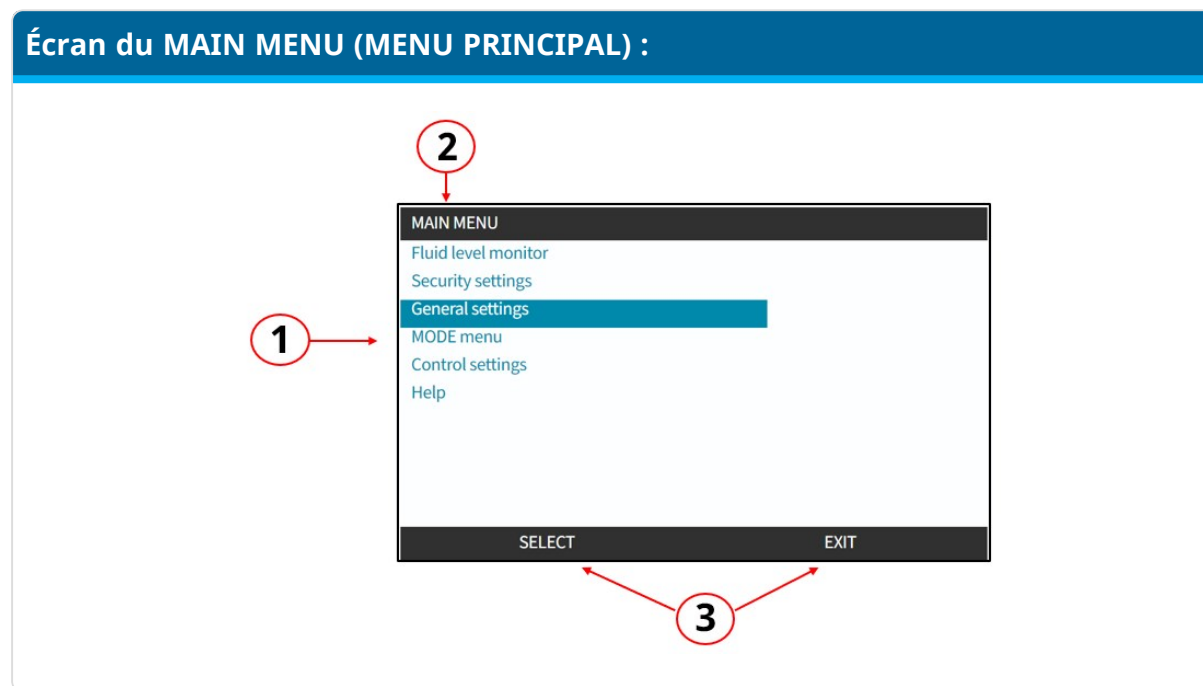 Écran du MAIN MENU (MENU PRINCIPAL) :
2
MAIN MENU
Fluid level monitor
Security settings
General settings
1
MODE menu
Control settings
Help
SELECT EXIT
3